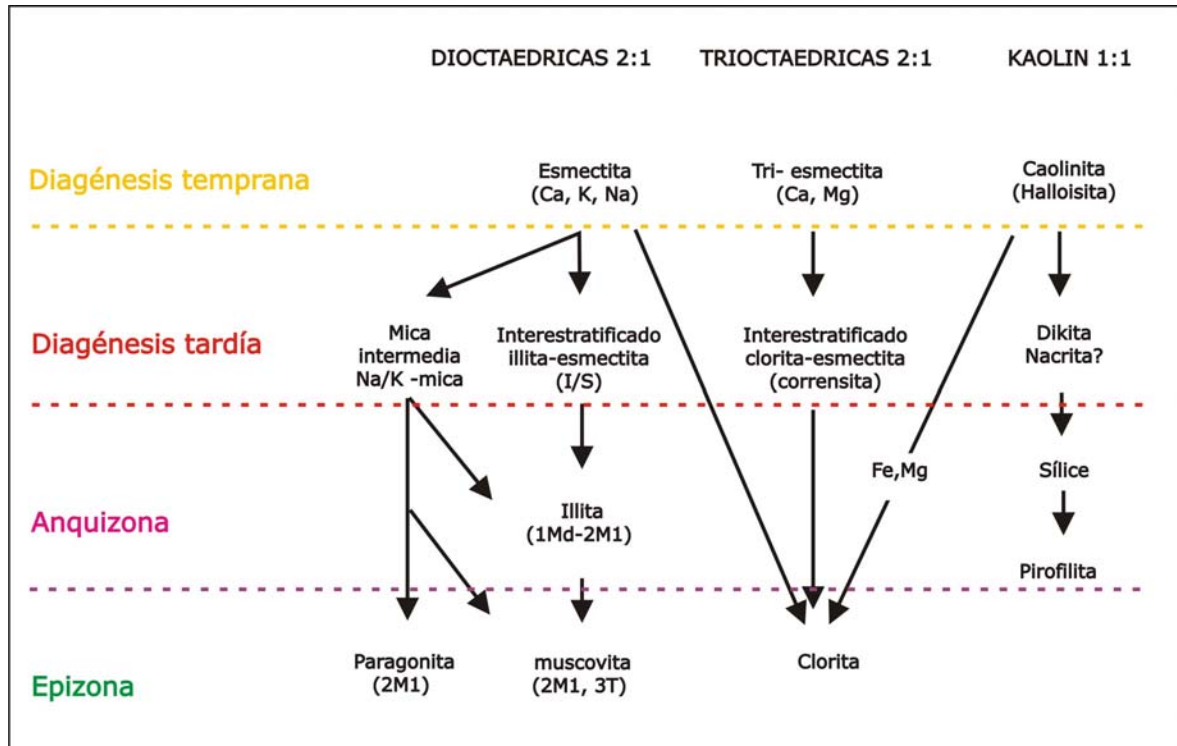 DIOCTAEDRICAS 2:1
TRIOCTAEDRICAS 2:1
KAOLIN 1:1
Diagénesis temprana
Esmectita
(Ca, K, Na)
Tri- esmectita
(Ca, Mg)
Caolinita
(Halloisita)
Diagénesis tardía
Mica
intermedia
Na/K -mica
Interestratificado
illita-esmectita
(I/S)
Interestratificado
clorita-esmectita
(corrensita)
Dikita
Nacrita?
Anquizona
Illita
(1Md-2M1)
Fe,Mg
Sílice
Pirofilita
Epizona
Paragonita
(2M1)
muscovita
(2M1, 3T)
Clorita